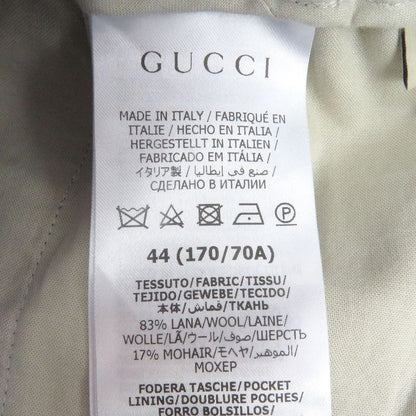 GUCCI
MADE IN ITALY / FABRIQUÉ EN
ITALIE / HECHO EN ITALIA /
HERGESTELLT IN ITALIEN /
FABRICADO EM ITÁLIA /
イタリア製 / صنع في إيطاليا /
СДЕЛАНО В ИТАЛИИ
P
44 (170/70A)
TESSUTO/FABRIC/TISSU/
TEJIDO/GEWEBE/TECIDO/
本体/قماش/ТКАНЬ
83% LANA/WOOL/LAINE/
WOLLE/LÃ/ウール/صوف/ШЕРСТЬ
17% MOHAIR/モヘヤ/الموهير/
МОХЕР
FODERA TASCHE/POCKET
LINING/DOUBLURE POCHES/
FORRO BOLSILLOS/